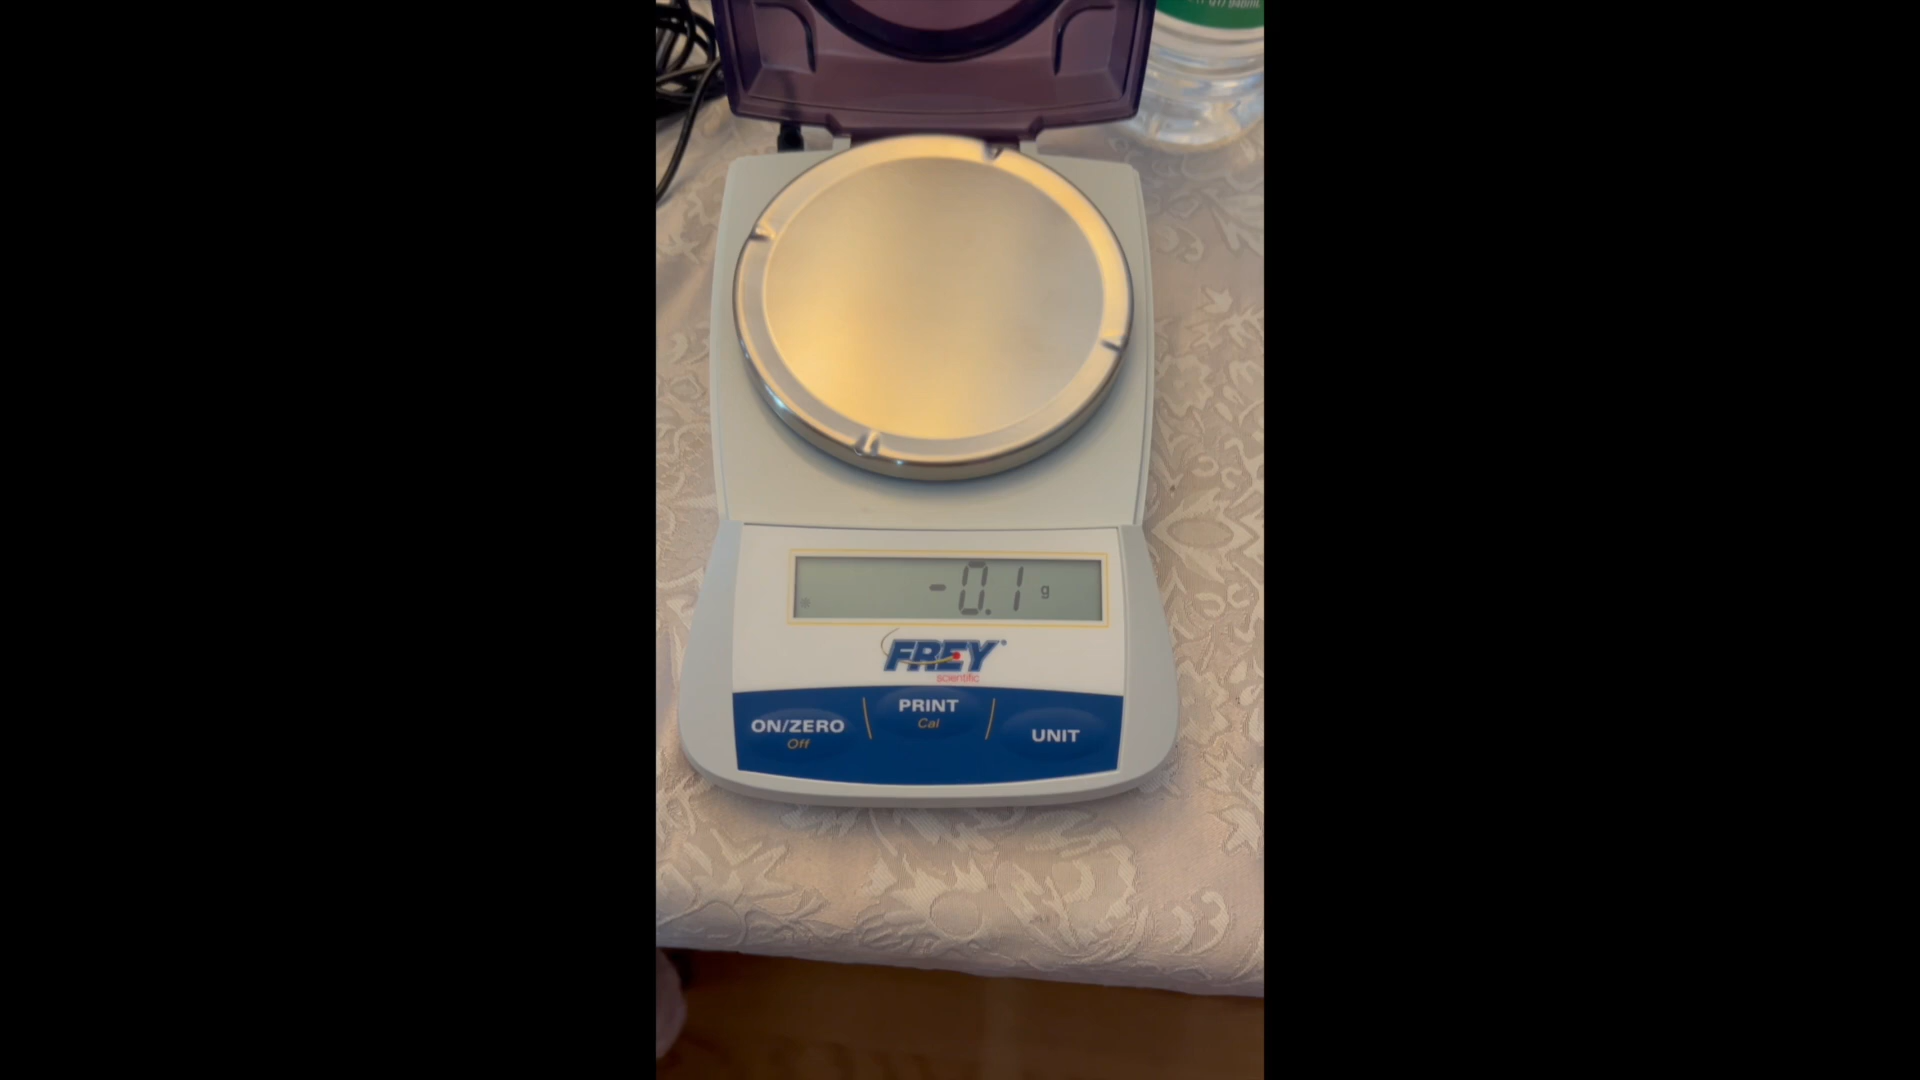 -0.1 g
FREY
scientific
ON/ZERO
Off
PRINT
Cal
UNIT